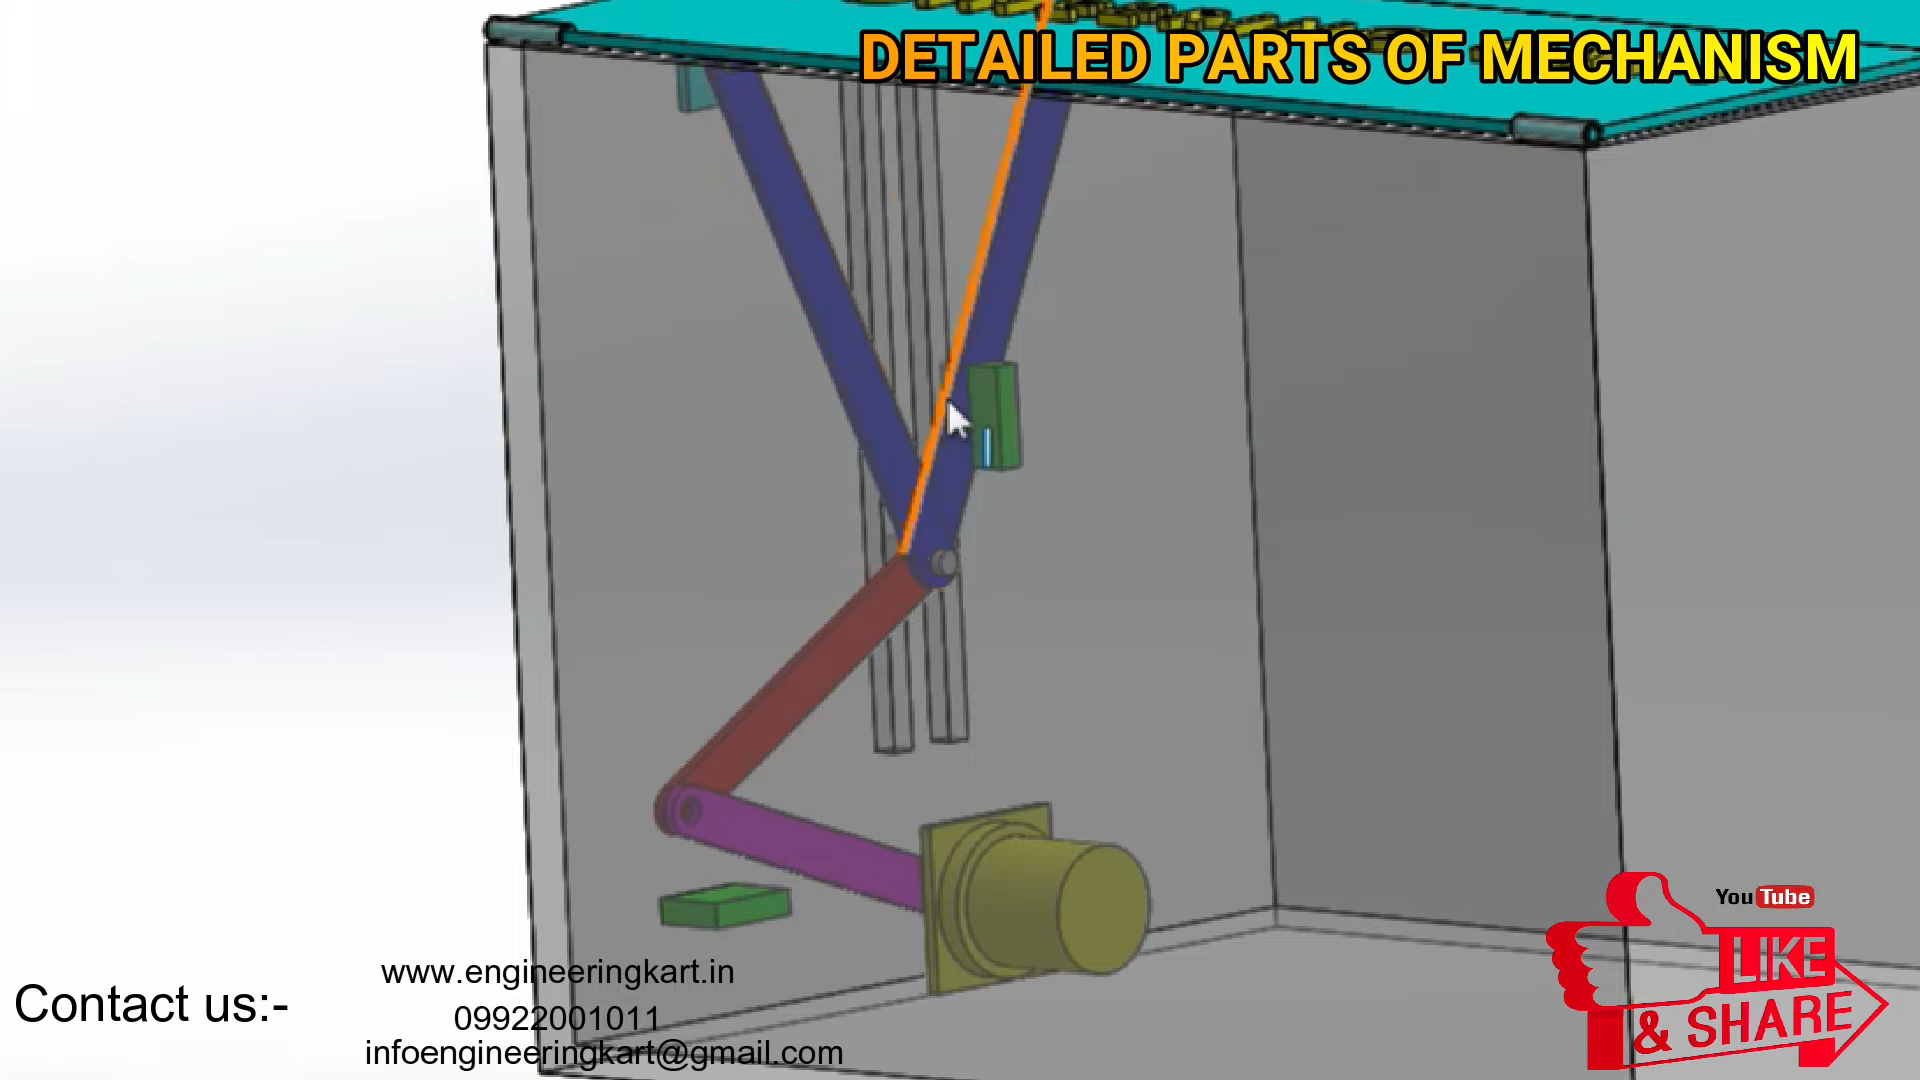 DETAILED PARTS OF MECHANISM
You Tube
LIKE
& SHARE
www.engineeringkart.in
Contact us:-
09922001011
infoengineeringkart@gmail.com